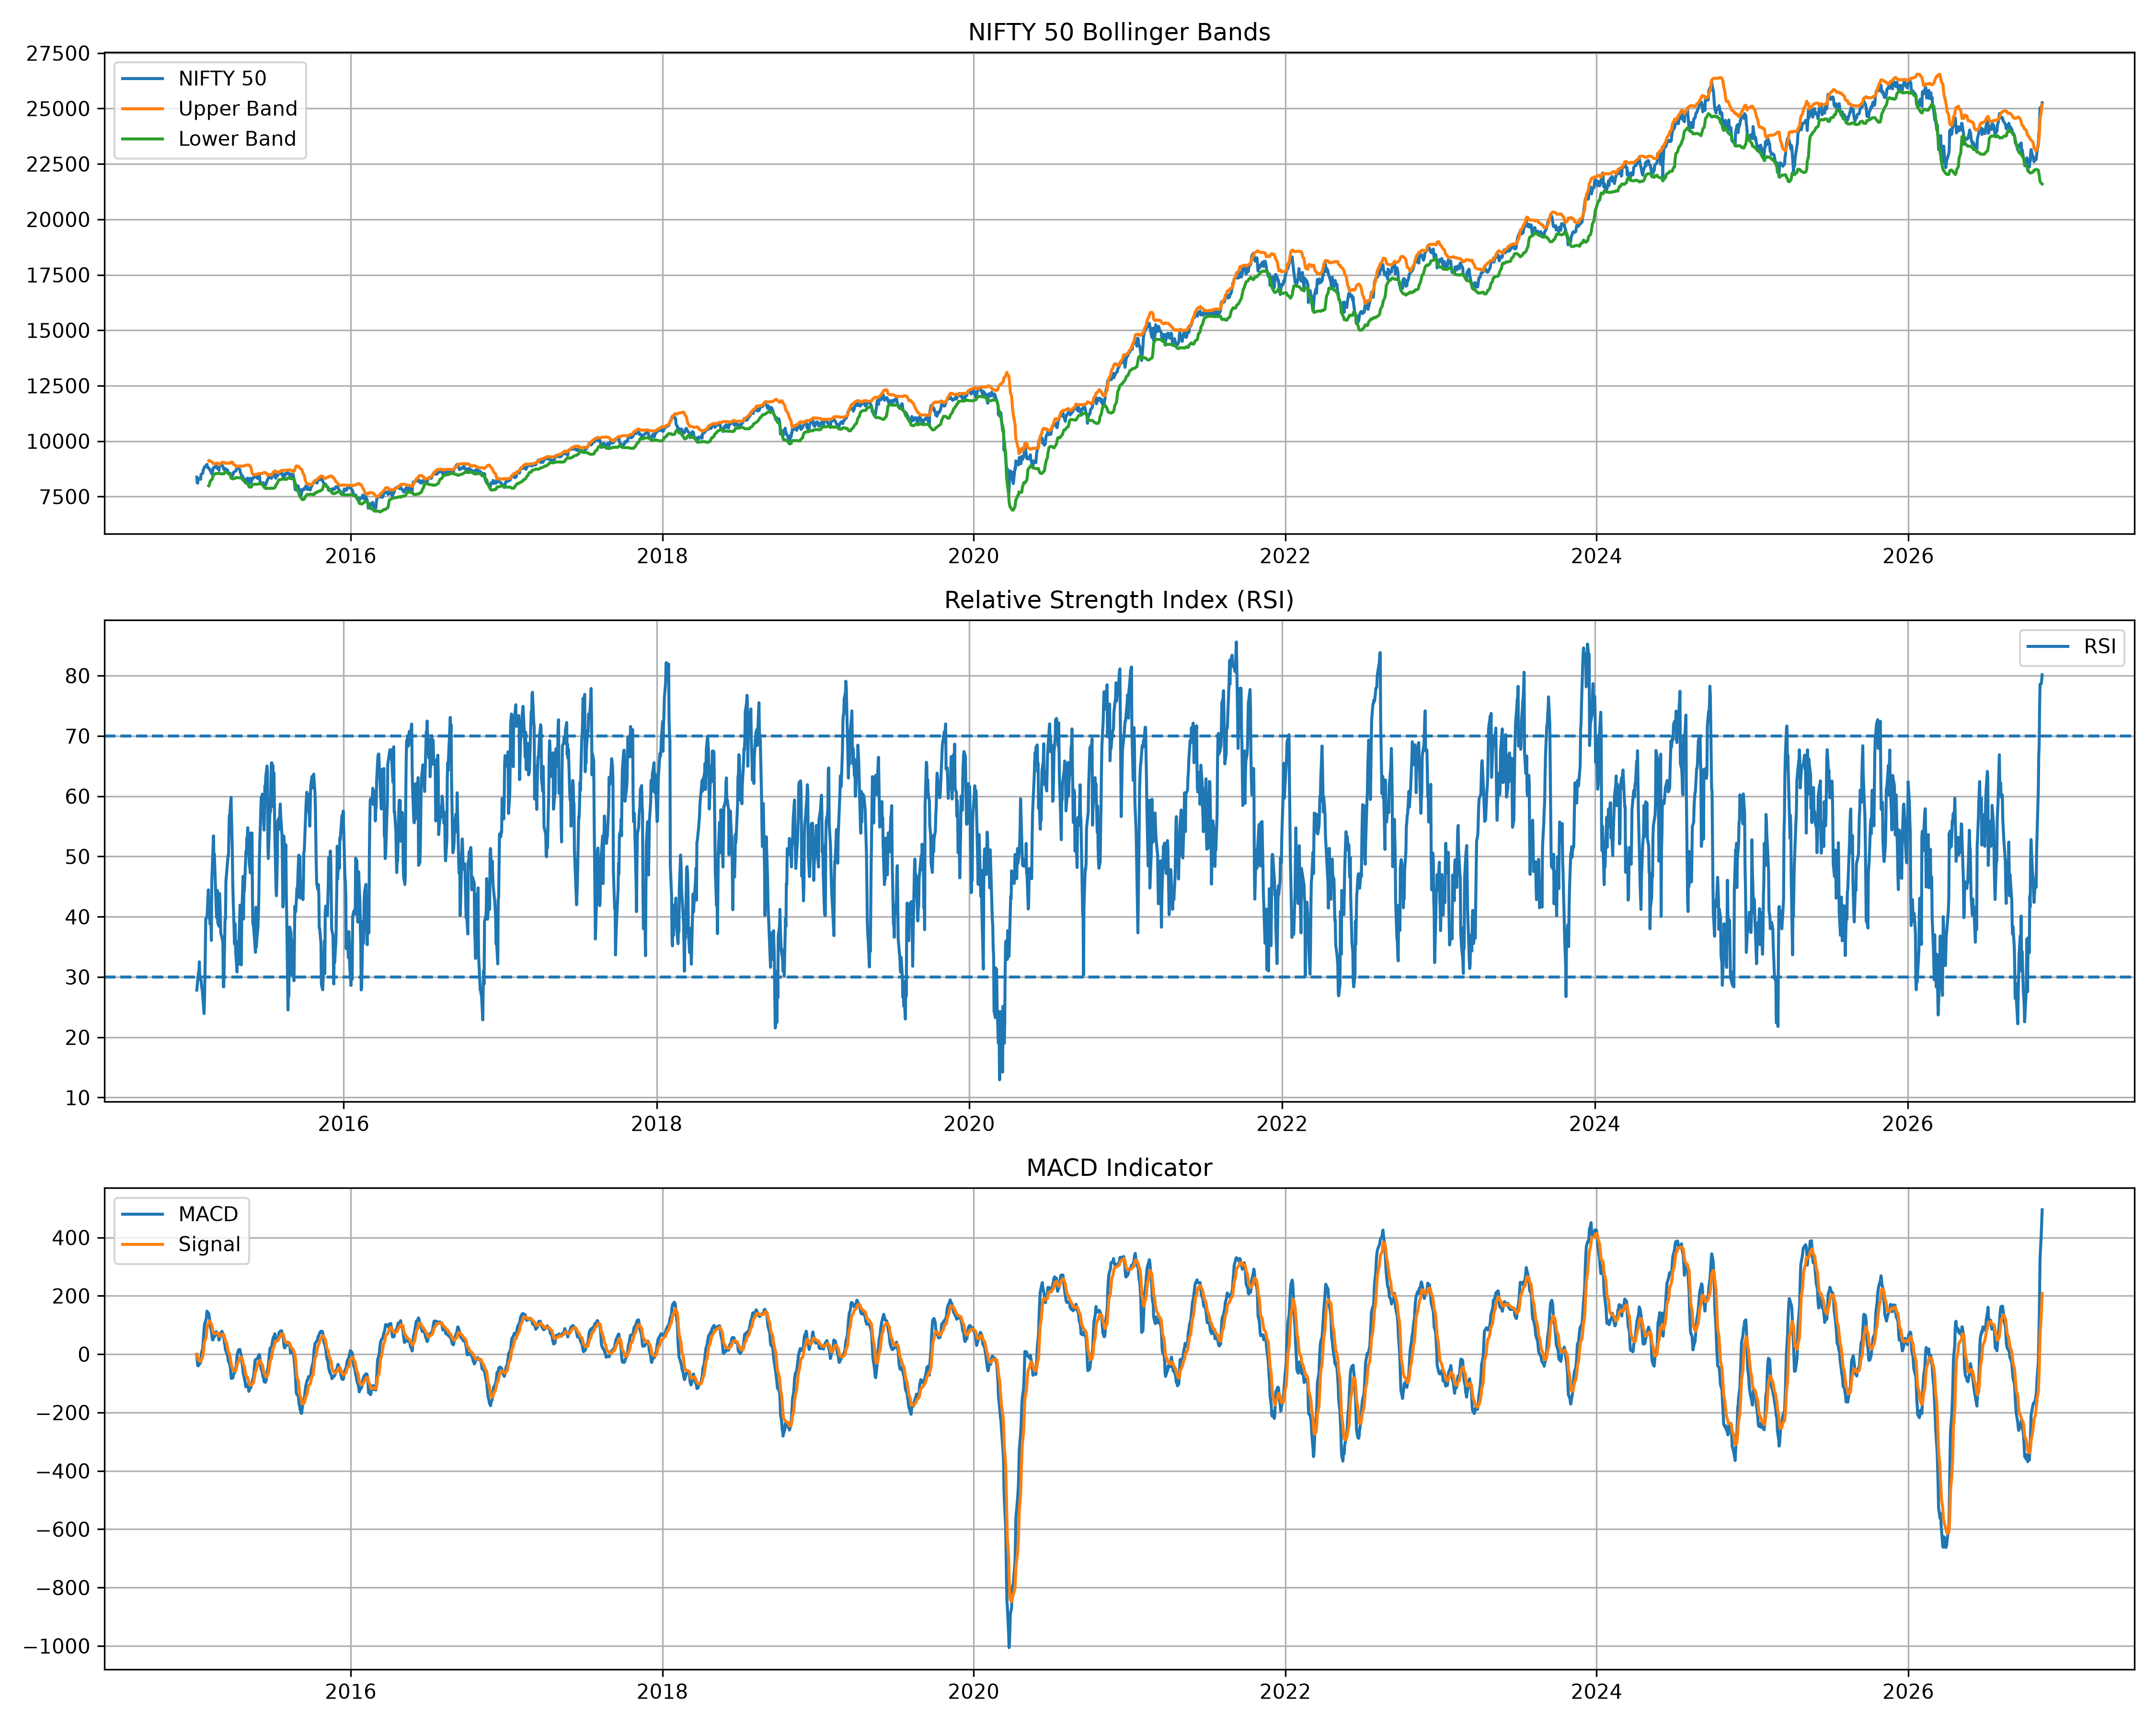 NIFTY 50 Bollinger Bands
27500
25000
22500
20000
17500
15000
12500
10000
7500
NIFTY 50
Upper Band
Lower Band
2016 2018 2020 2022 2024 2026
Relative Strength Index (RSI)
80
70
60
50
40
30
20
10
RSI
2016 2018 2020 2022 2024 2026
MACD Indicator
400
200
0
−200
−400
−600
−800
−1000
MACD
Signal
2016 2018 2020 2022 2024 2026